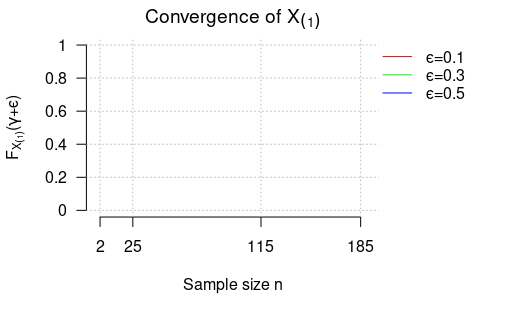 Convergence of X(1)
ϵ=0.1
ϵ=0.3
ϵ=0.5
FX(1)(γ+ϵ)
1
0.8
0.6
0.4
0.2
0
2 25 115 185
Sample size n